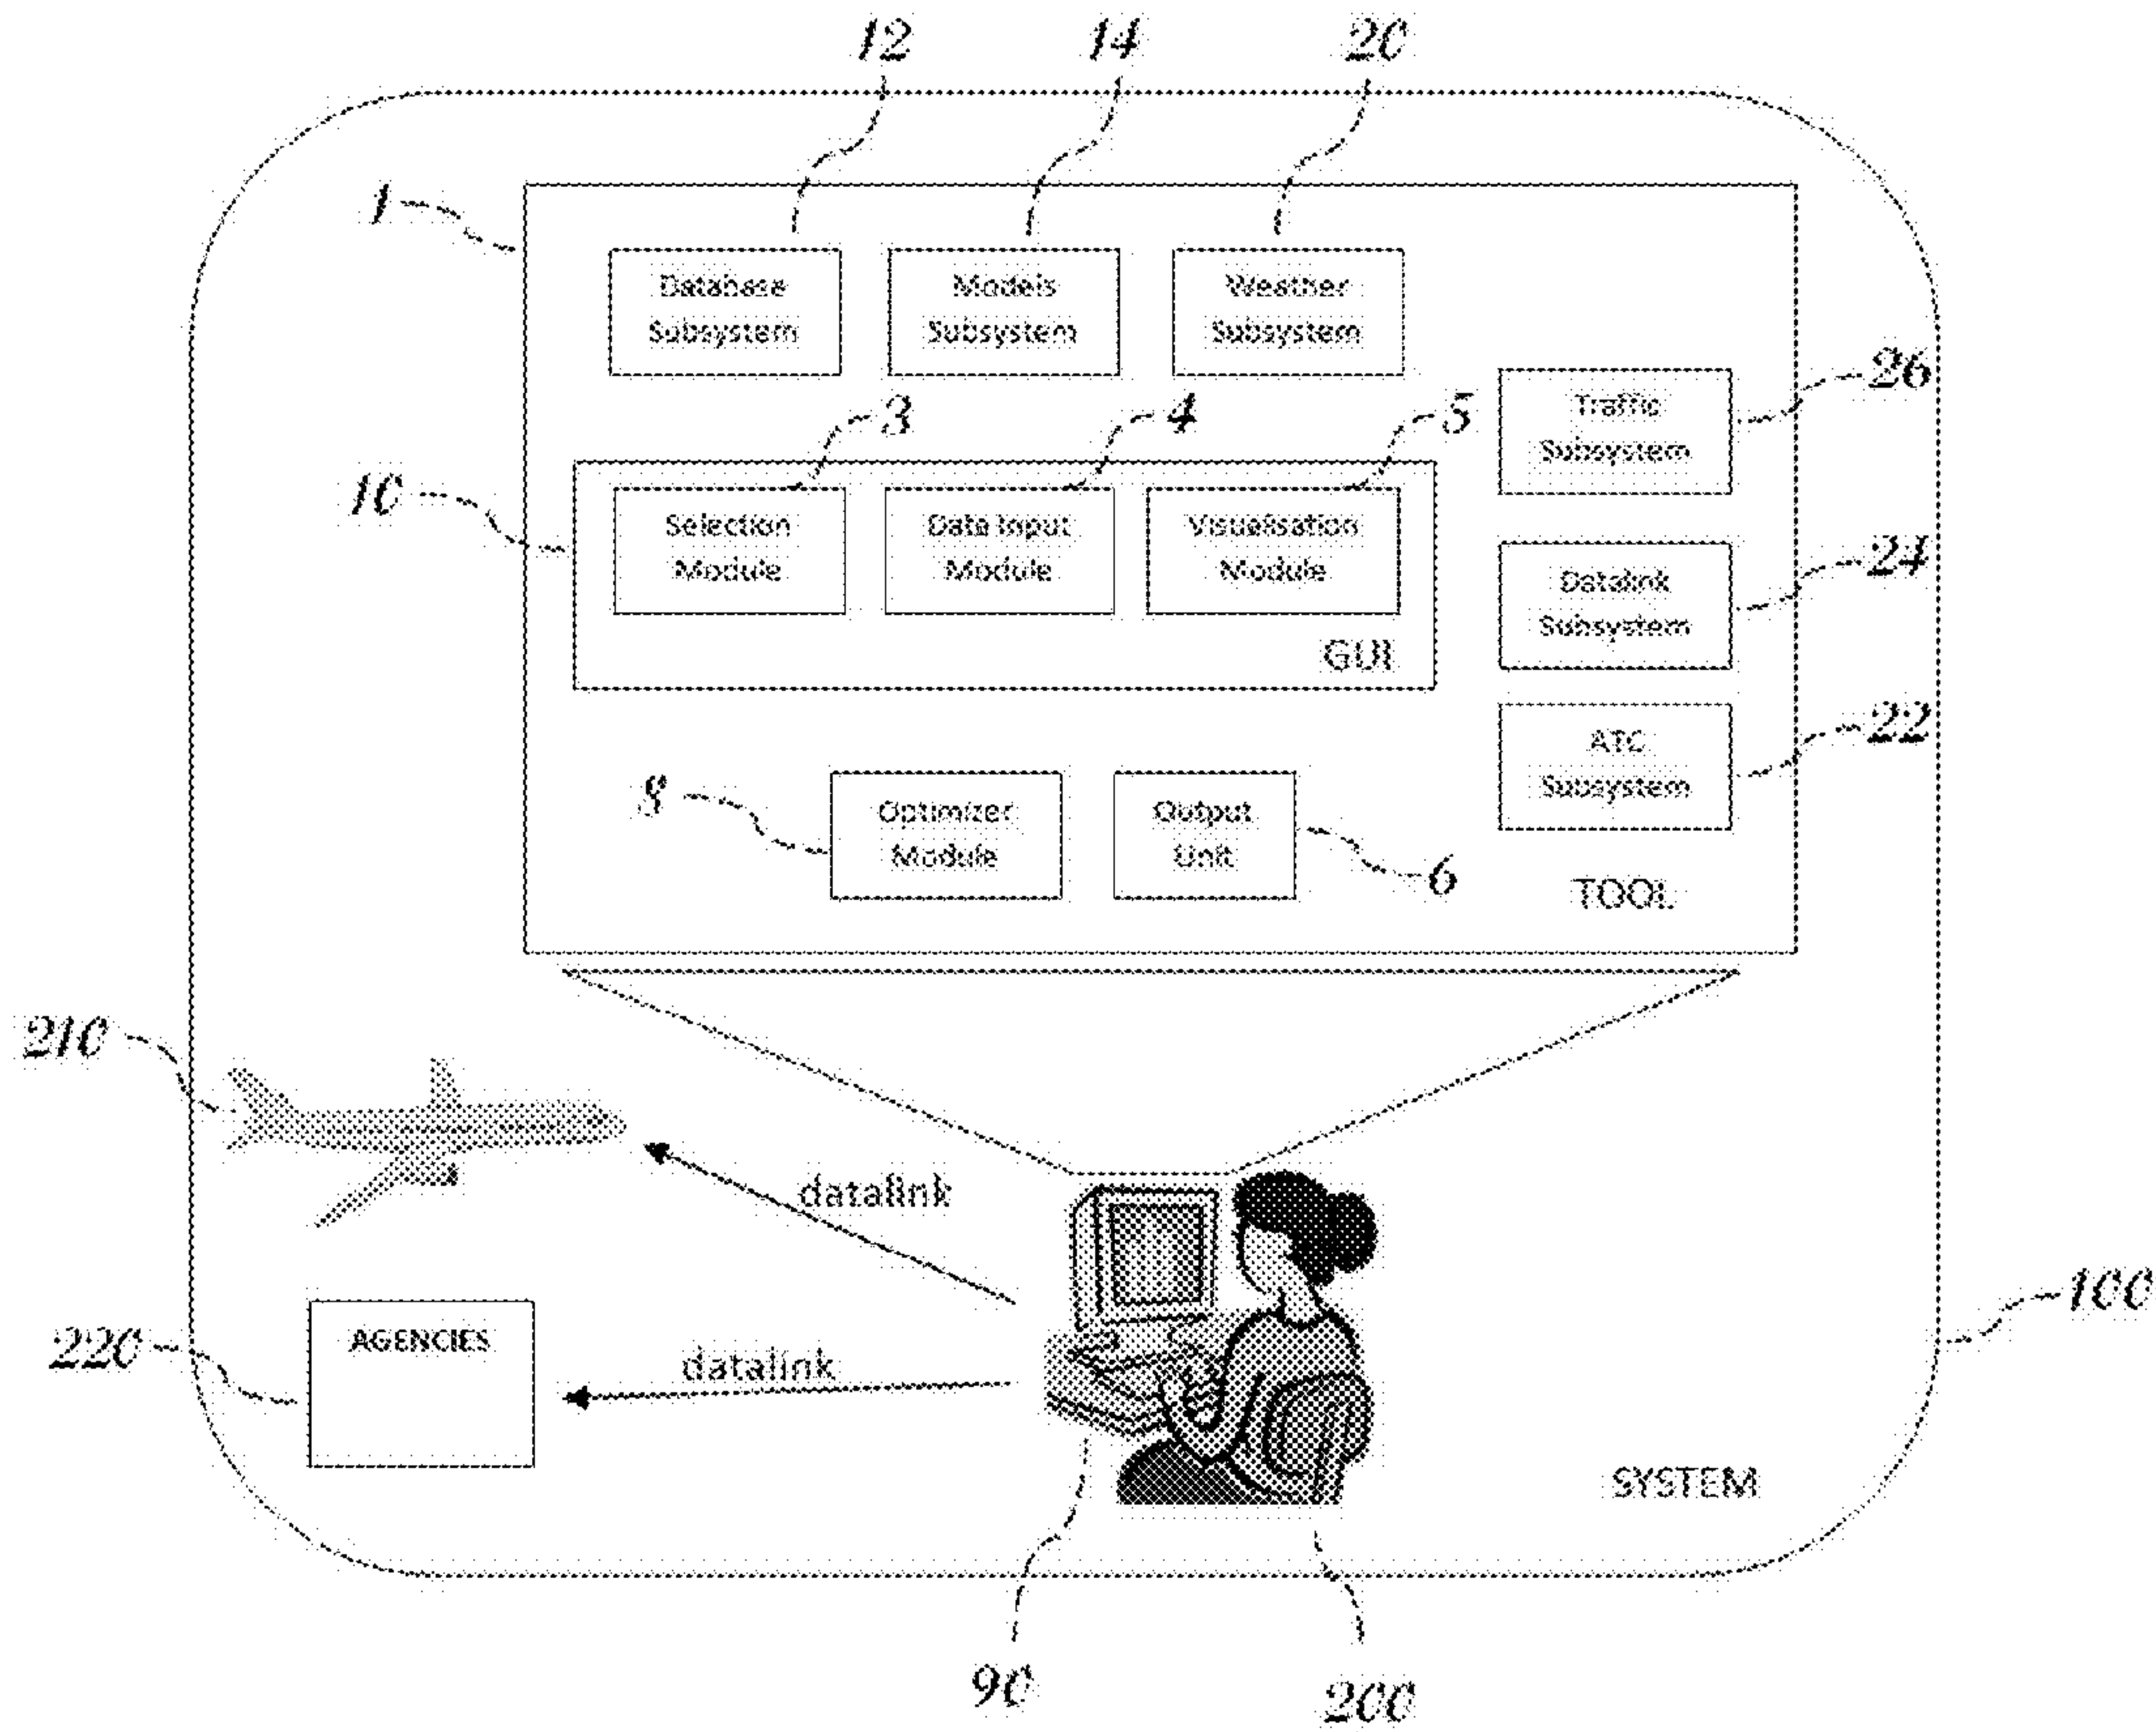 12
14
20
1
Database
Subsystem
Models
Subsystem
Weather
Subsystem
26
Traffic
Subsystem
3
4
5
10
Selection
Module
Data Input
Module
Visualisation
Module
GUI
24
Datalink
Subsystem
22
ATC
Subsystem
8
Optimizer
Module
Output
Unit
6
TOOL
210
datalink
100
220
AGENCIES
datalink
SYSTEM
90
200